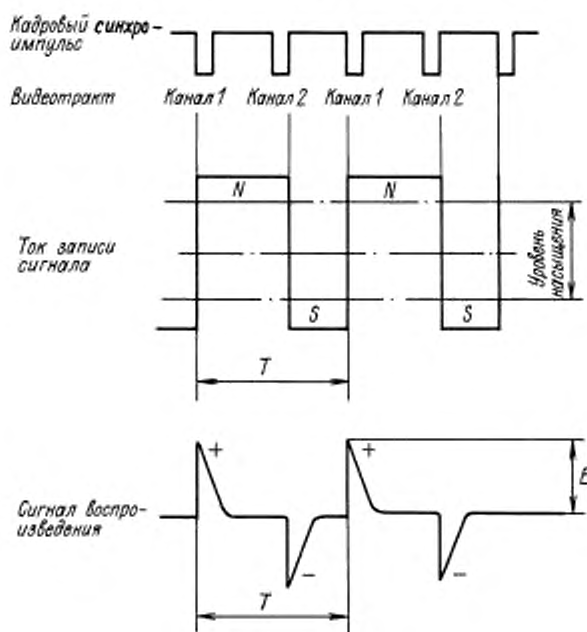 Кадровый синхро-
импульс
Видеотракт
Канал 1 Канал 2 Канал 1 Канал 2
N N
Ток записи
сигнала
Уровень
насыщения
S S
T
+ +
E
Сигнал воспро-
изведения
− −
T